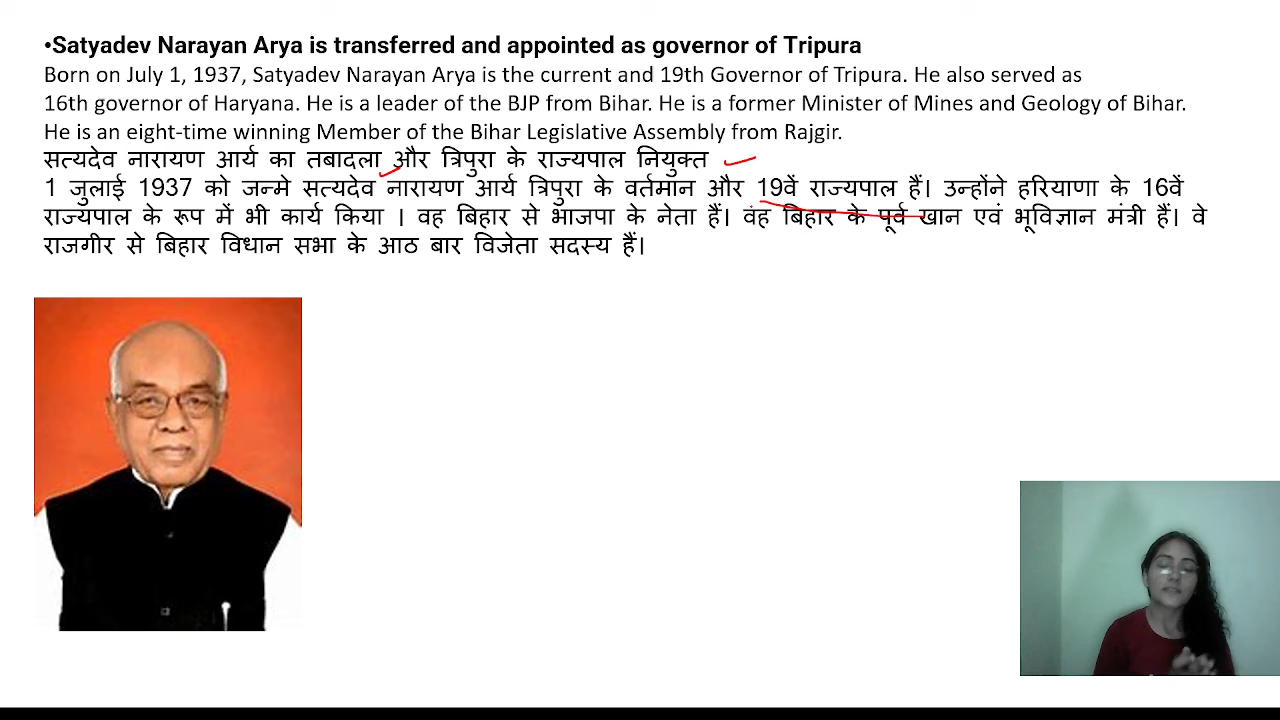 •Satyadev Narayan Arya is transferred and appointed as governor of Tripura
Born on July 1, 1937, Satyadev Narayan Arya is the current and 19th Governor of Tripura. He also served as
16th governor of Haryana. He is a leader of the BJP from Bihar. He is a former Minister of Mines and Geology of Bihar.
He is an eight-time winning Member of the Bihar Legislative Assembly from Rajgir.
सत्यदेव नारायण आर्य का तबादला और त्रिपुरा के राज्यपाल नियुक्त
1 जुलाई 1937 को जन्मे सत्यदेव नारायण आर्य त्रिपुरा के वर्तमान और 19वें राज्यपाल हैं। उन्होंने हरियाणा के 16वें
राज्यपाल के रूप में भी कार्य किया । वह बिहार से भाजपा के नेता हैं। वह बिहार के पूर्व खान एवं भूविज्ञान मंत्री हैं। वे
राजगीर से बिहार विधान सभा के आठ बार विजेता सदस्य हैं।